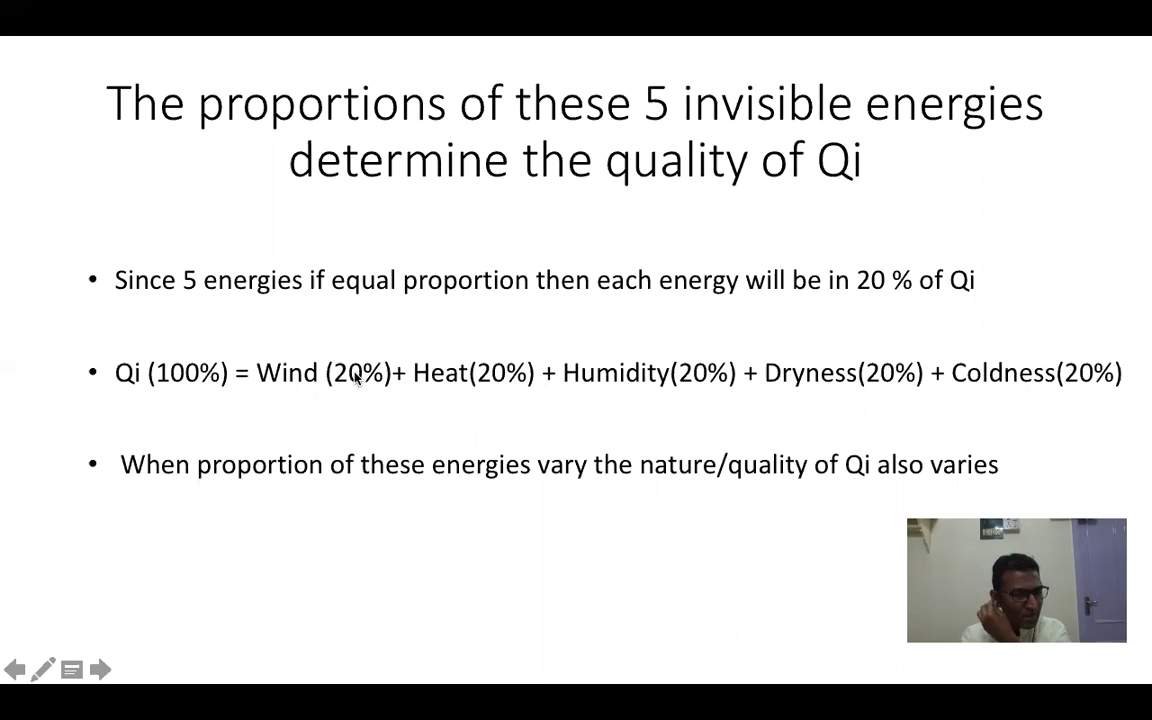 The proportions of these 5 invisible energies
determine the quality of Qi
• Since 5 energies if equal proportion then each energy will be in 20 % of Qi
• Qi (100%) = Wind (20%)+ Heat(20%) + Humidity(20%) + Dryness(20%) + Coldness(20%)
• When proportion of these energies vary the nature/quality of Qi also varies